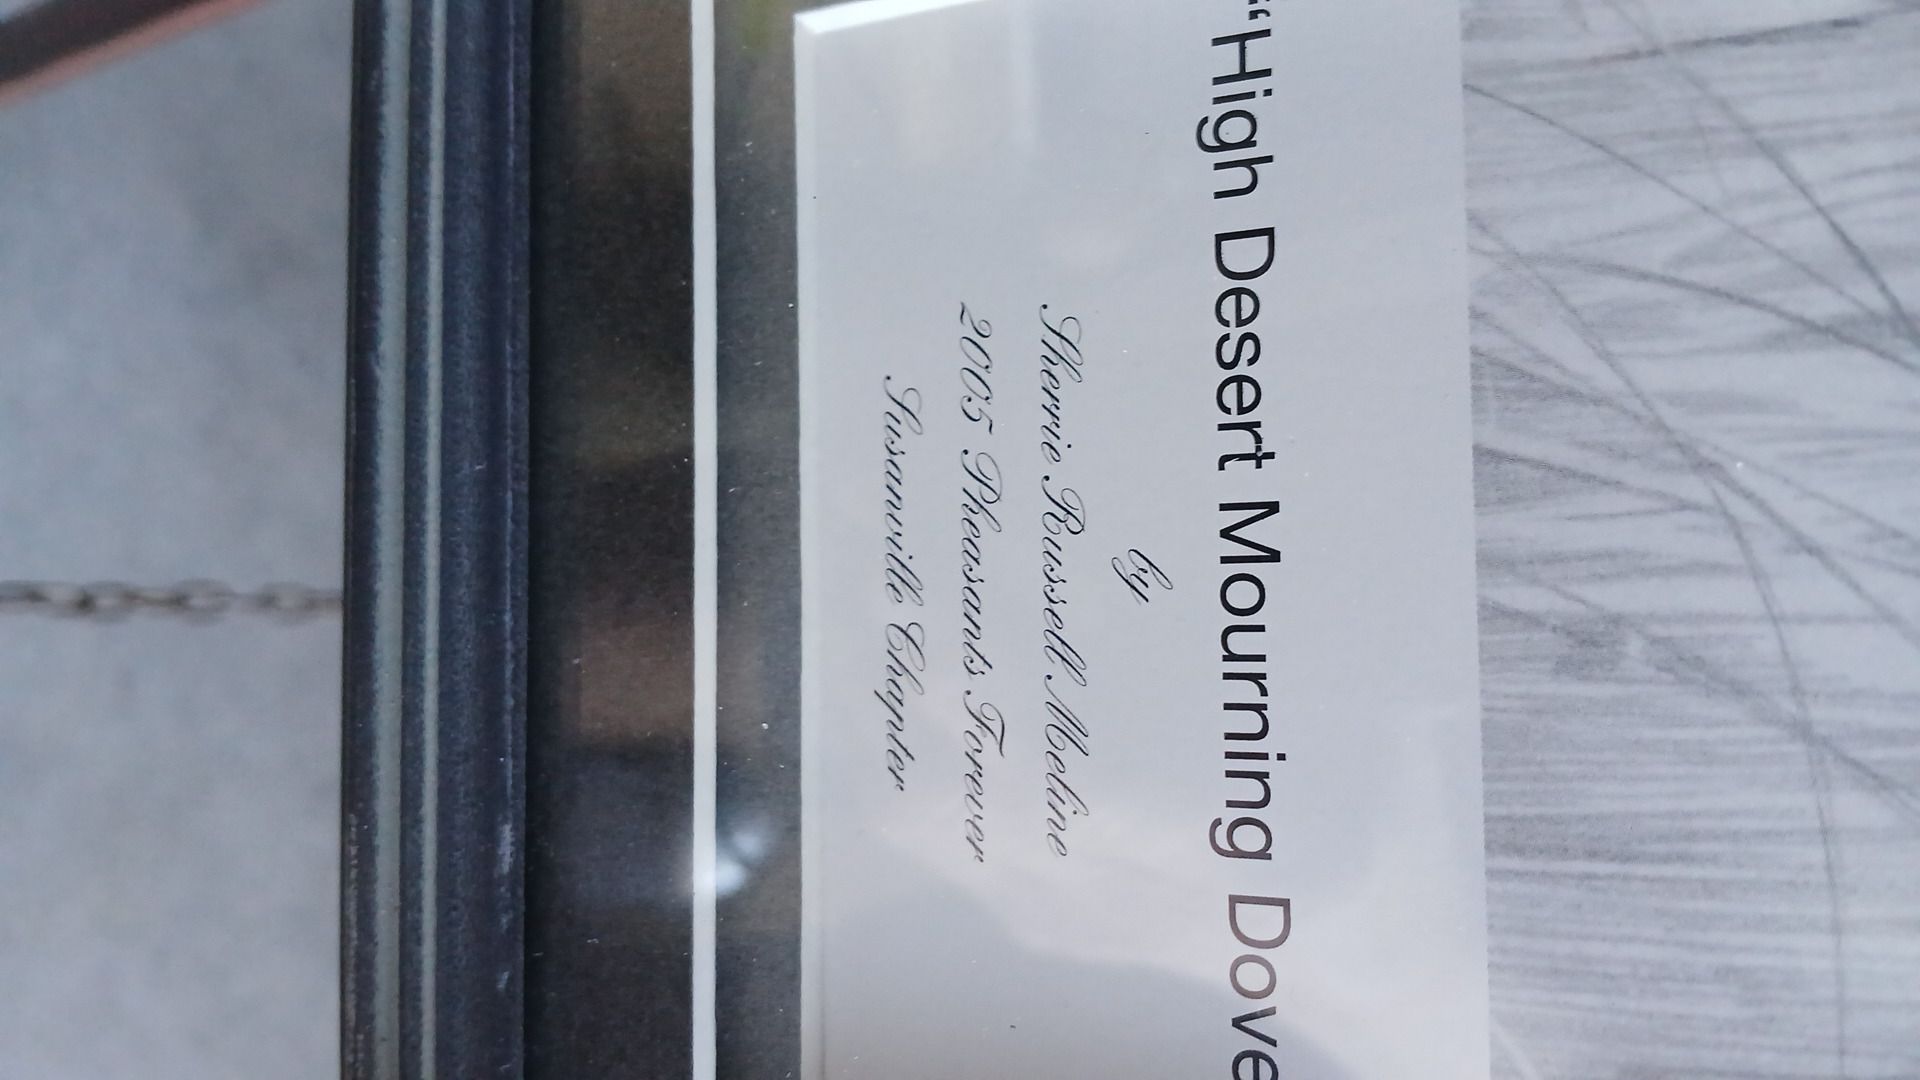 “High Desert Mourning Dove
by
Sherrie Russell Meline
2005 Pheasants Forever
Susanville Chapter